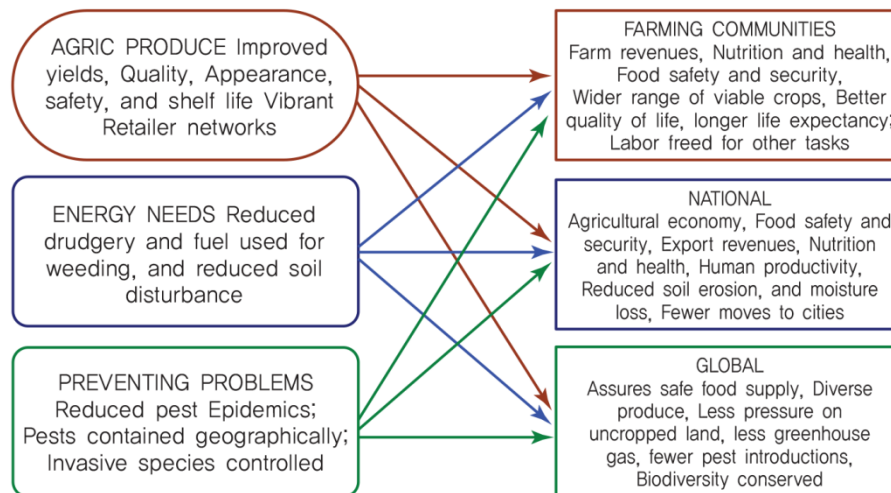 AGRIC PRODUCE Improved
yields, Quality, Appearance,
safety, and shelf life Vibrant
Retailer networks
ENERGY NEEDS Reduced
drudgery and fuel used for
weeding, and reduced soil
disturbance
PREVENTING PROBLEMS
Reduced pest Epidemics;
Pests contained geographically;
Invasive species controlled
FARMING COMMUNITIES
Farm revenues, Nutrition and health,
Food safety and security,
Wider range of viable crops, Better
quality of life, longer life expectancy;
Labor freed for other tasks
NATIONAL
Agricultural economy, Food safety and
security, Export revenues, Nutrition
and health, Human productivity,
Reduced soil erosion, and moisture
loss, Fewer moves to cities
GLOBAL
Assures safe food supply, Diverse
produce, Less pressure on
uncropped land, less greenhouse
gas, fewer pest introductions,
Biodiversity conserved